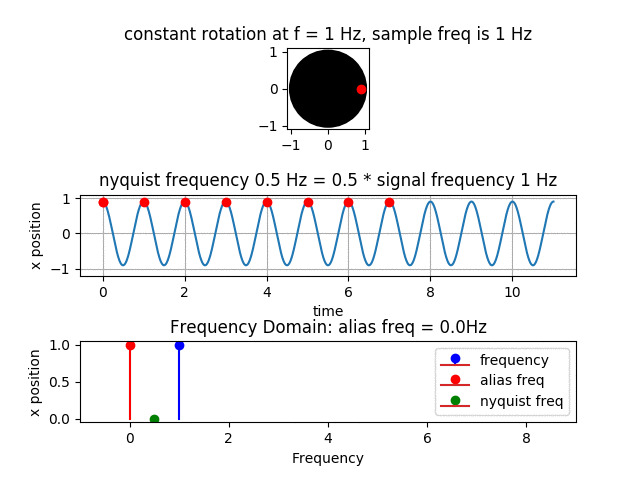 constant rotation at f = 1 Hz, sample freq is 1 Hz
1
0
−1
−1 0 1
nyquist frequency 0.5 Hz = 0.5 * signal frequency 1 Hz
x position
1
0
−1
0 2 4 6 8 10
time
Frequency Domain: alias freq = 0.0Hz
x position
1.0
0.5
0.0
frequency
alias freq
nyquist freq
0 2 4 6 8
Frequency